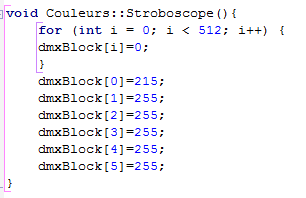 void Couleurs::Stroboscope(){
for (int i = 0; i < 512; i++) {
dmxBlock[i]=0;
}
dmxBlock[0]=215;
dmxBlock[1]=255;
dmxBlock[2]=255;
dmxBlock[3]=255;
dmxBlock[4]=255;
dmxBlock[5]=255;
}